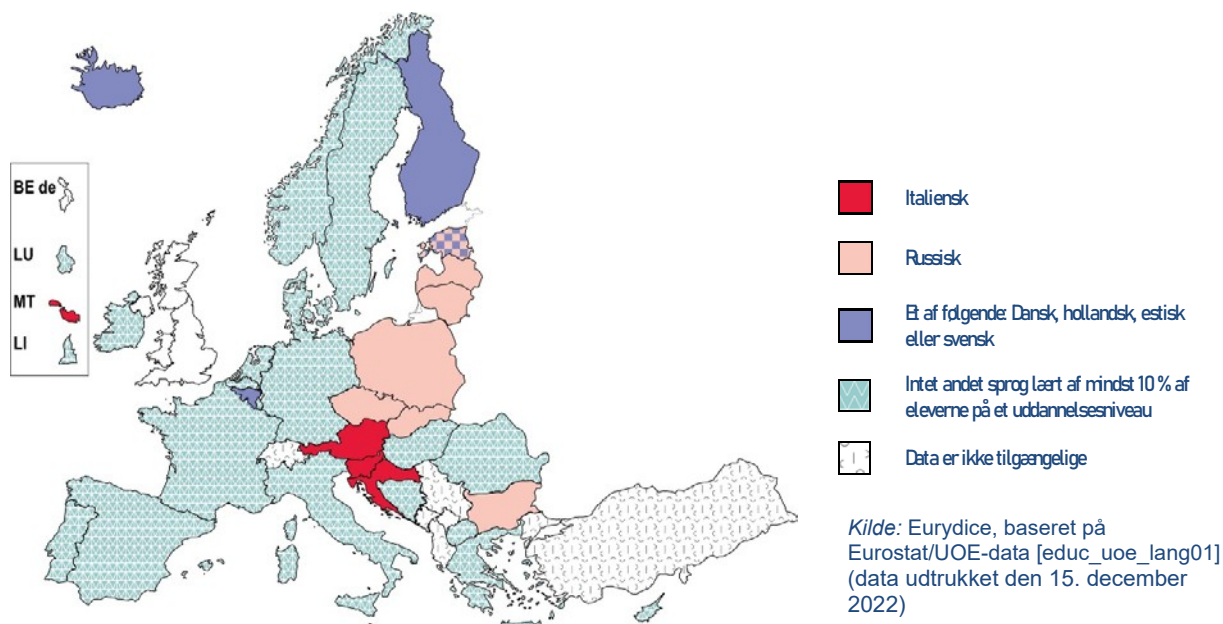 BE de
LU
MT
LI
Italiensk
Russisk
Et af følgende: Dansk, hollandsk, estisk
eller svensk
Intet andet sprog lært af mindst 10 % af
eleverne på et uddannelsesniveau
Data er ikke tilgængelige
Kilde: Eurydice, baseret på
Eurostat/UOE-data [educ_uoe_lang01]
(data udtrukket den 15. december
2022)